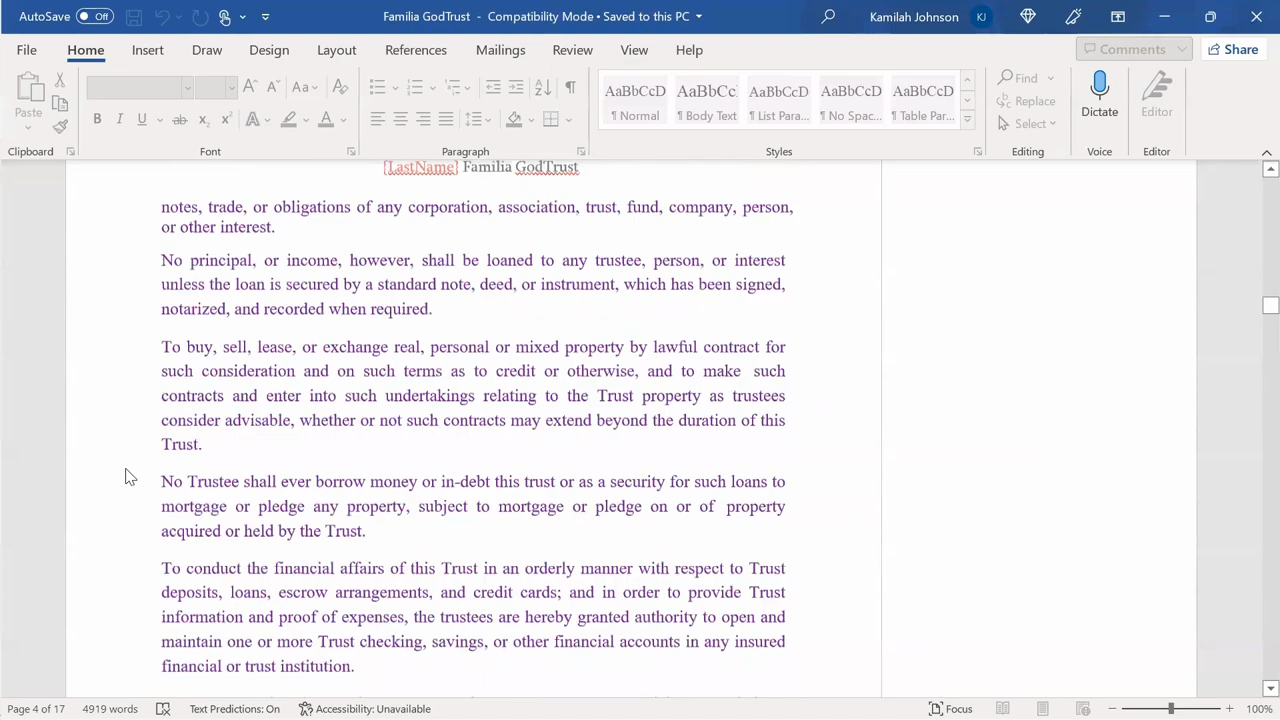 AutoSave Off Familia GodTrust - Compatibility Mode • Saved to this PC Kamilah Johnson KJ
File Home Insert Draw Design Layout References Mailings Review View Help Comments Share
Paste
Aa
B I U ab x₂ x² A A
AaBbCcD AaBbCc AaBbCcD AaBbCcD AaBbCcD
¶ Normal ¶ Body Text ¶ List Para... ¶ No Spac... ¶ Table Par...
Find
Replace
Select
Dictate
Editor
Clipboard Font Paragraph Styles Editing Voice Editor
{LastName} Familia GodTrust
notes, trade, or obligations of any corporation, association, trust, fund, company, person,
or other interest.
No principal, or income, however, shall be loaned to any trustee, person, or interest
unless the loan is secured by a standard note, deed, or instrument, which has been signed,
notarized, and recorded when required.
To buy, sell, lease, or exchange real, personal or mixed property by lawful contract for
such consideration and on such terms as to credit or otherwise, and to make such
contracts and enter into such undertakings relating to the Trust property as trustees
consider advisable, whether or not such contracts may extend beyond the duration of this
Trust.
No Trustee shall ever borrow money or in-debt this trust or as a security for such loans to
mortgage or pledge any property, subject to mortgage or pledge on or of property
acquired or held by the Trust.
To conduct the financial affairs of this Trust in an orderly manner with respect to Trust
deposits, loans, escrow arrangements, and credit cards; and in order to provide Trust
information and proof of expenses, the trustees are hereby granted authority to open and
maintain one or more Trust checking, savings, or other financial accounts in any insured
financial or trust institution.
Page 4 of 17 4919 words Text Predictions: On Accessibility: Unavailable Focus 100%